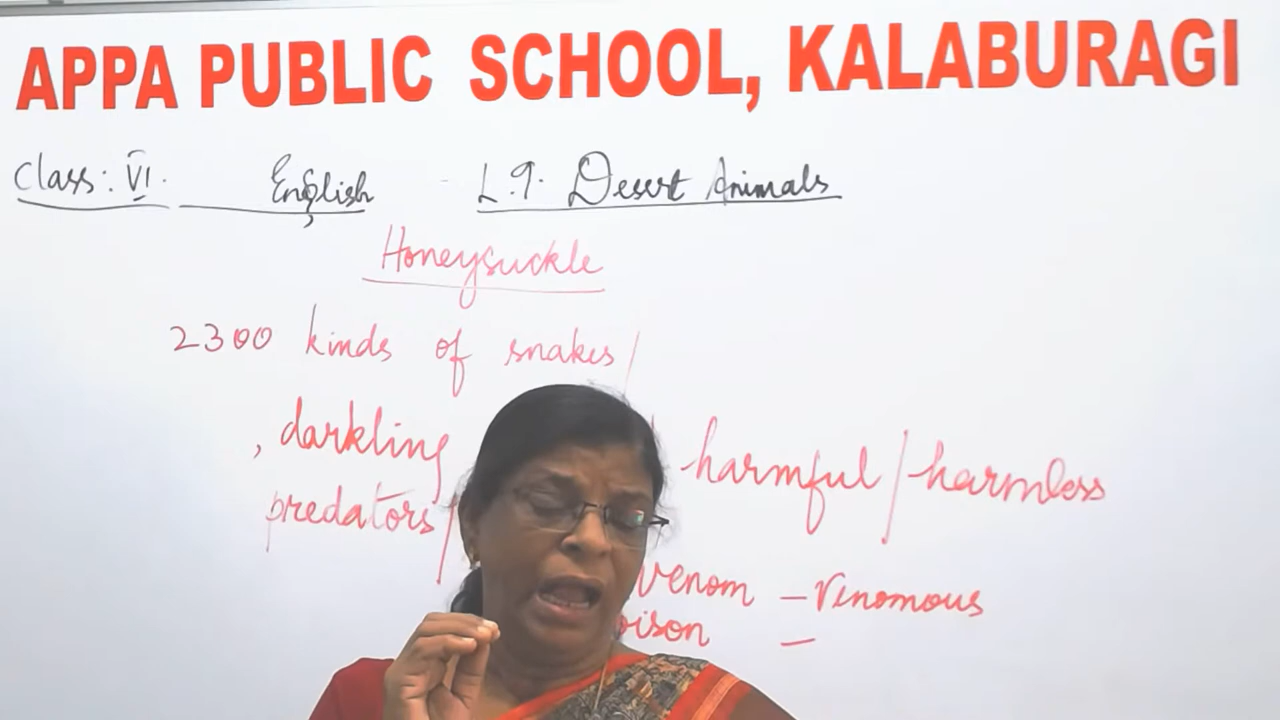 APPA PUBLIC SCHOOL, KALABURAGI
Class: VI. English - L.9. Desert Animals
Honeysuckle
2300 kinds of snakes/
, darkling harmful/harmless
predators/
venom - Vinomous
oison -